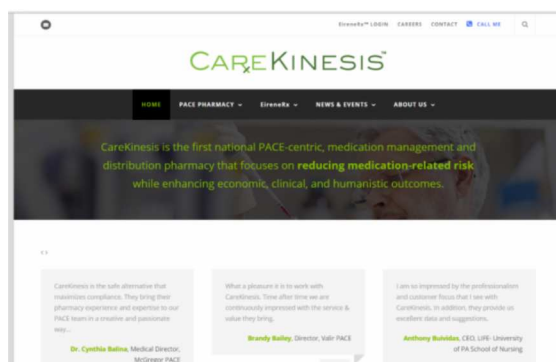 EireneRx™ LOGIN CAREERS CONTACT CALL ME
CAREKINESIS™
HOME PACE PHARMACY EireneRx NEWS & EVENTS ABOUT US
CareKinesis is the first national PACE-centric, medication management and
distribution pharmacy that focuses on reducing medication-related risk
while enhancing economic, clinical, and humanistic outcomes.
CareKinesis is the safe alternative that
maximizes compliance. They bring their
pharmacy experience and expertise to our
PACE team in a creative and passionate
way...
Dr. Cynthia Balina, Medical Director,
McGregor PACE
What a pleasure it is to work with
CareKinesis. Time after time we are
continuously impressed with the service &
value they bring.
Brandy Bailey, Director, Valir PACE
I am so impressed by the professionalism
and customer focus that I see with
CareKinesis. In addition, they provide us
excellent data and suggestions.
Anthony Buividas, CEO, LIFE- University
of PA School of Nursing